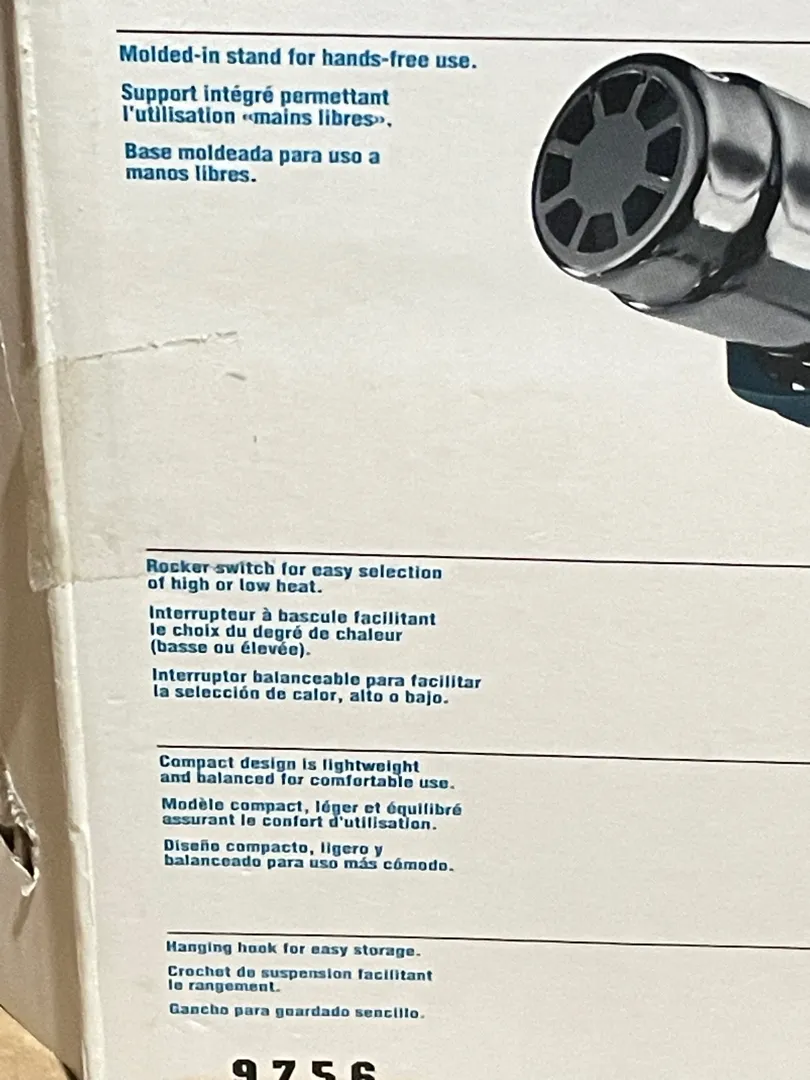 Molded-in stand for hands-free use.
Support intégré permettant
l'utilisation «mains libres».
Base moldeada para uso a
manos libres.
Rocker switch for easy selection
of high or low heat.
Interrupteur à bascule facilitant
le choix du degré de chaleur
(basse ou élevée).
Interruptor balanceable para facilitar
la selección de calor, alto o bajo.
Compact design is lightweight
and balanced for comfortable use.
Modèle compact, léger et équilibré
assurant le confort d'utilisation.
Diseño compacto, ligero y
balanceado para uso más cómodo.
Hanging hook for easy storage.
Crochet de suspension facilitant
le rangement.
Gancho para guardado sencillo.
9756